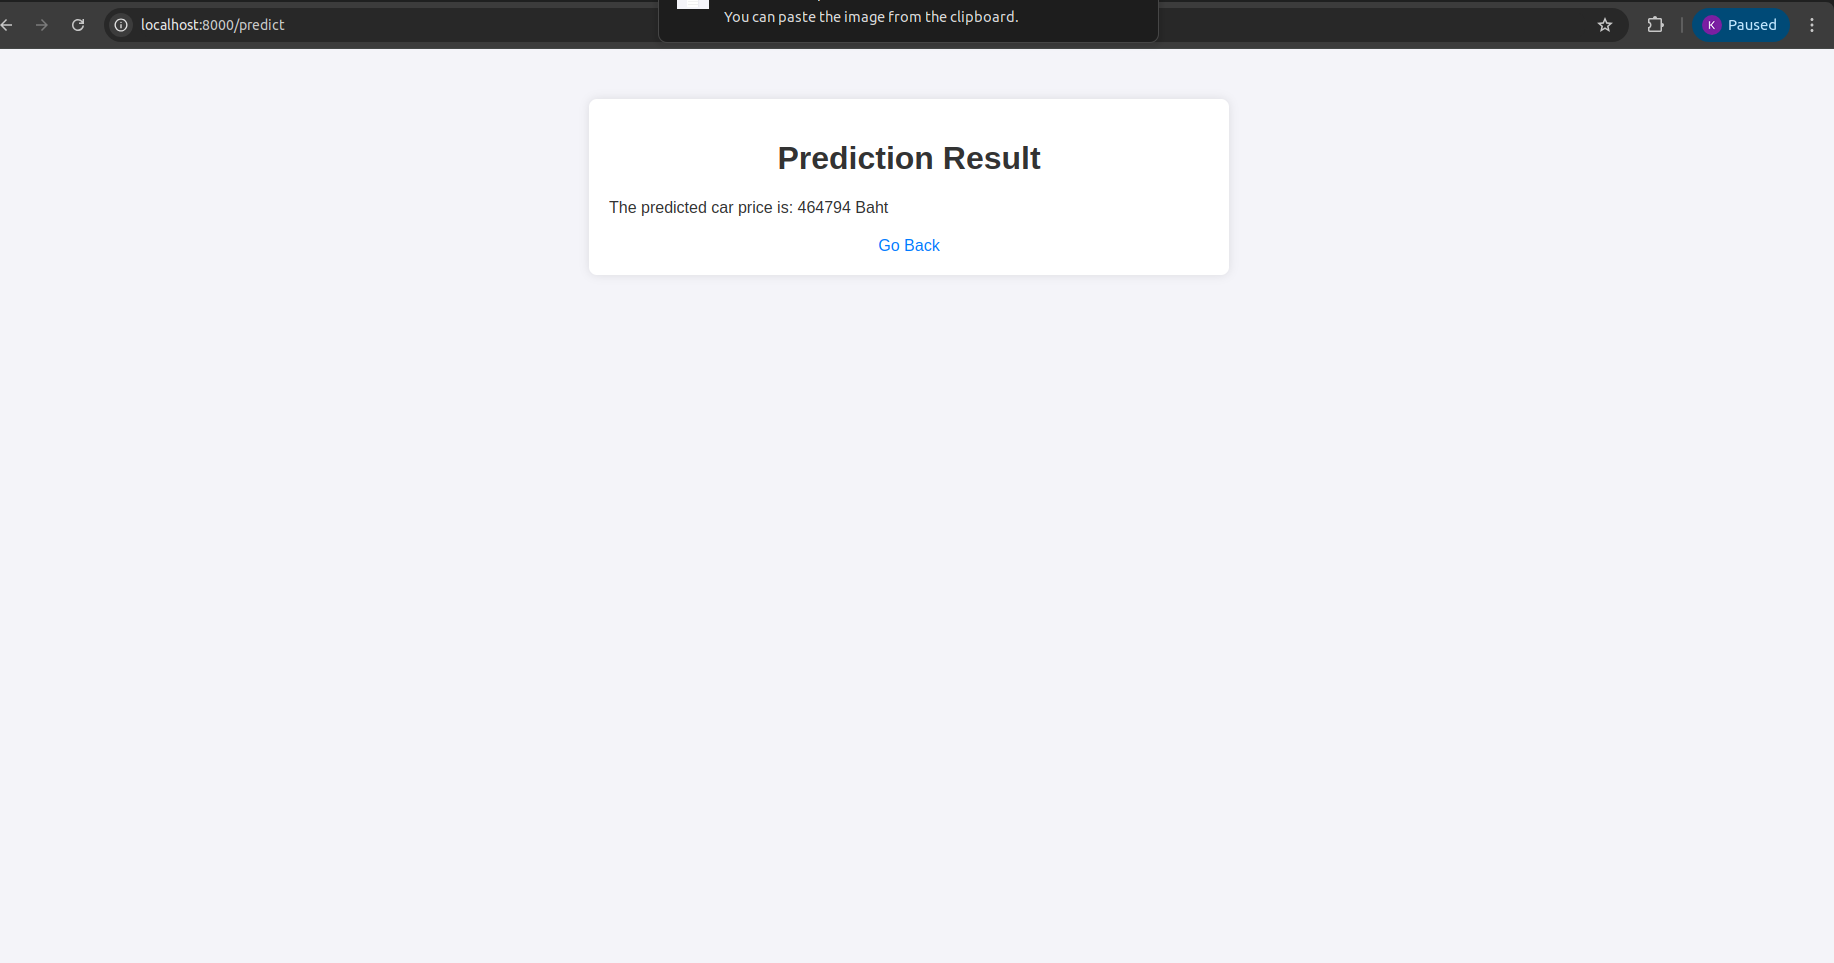 localhost:8000/predict
You can paste the image from the clipboard.
K Paused
Prediction Result
The predicted car price is: 464794 Baht
Go Back